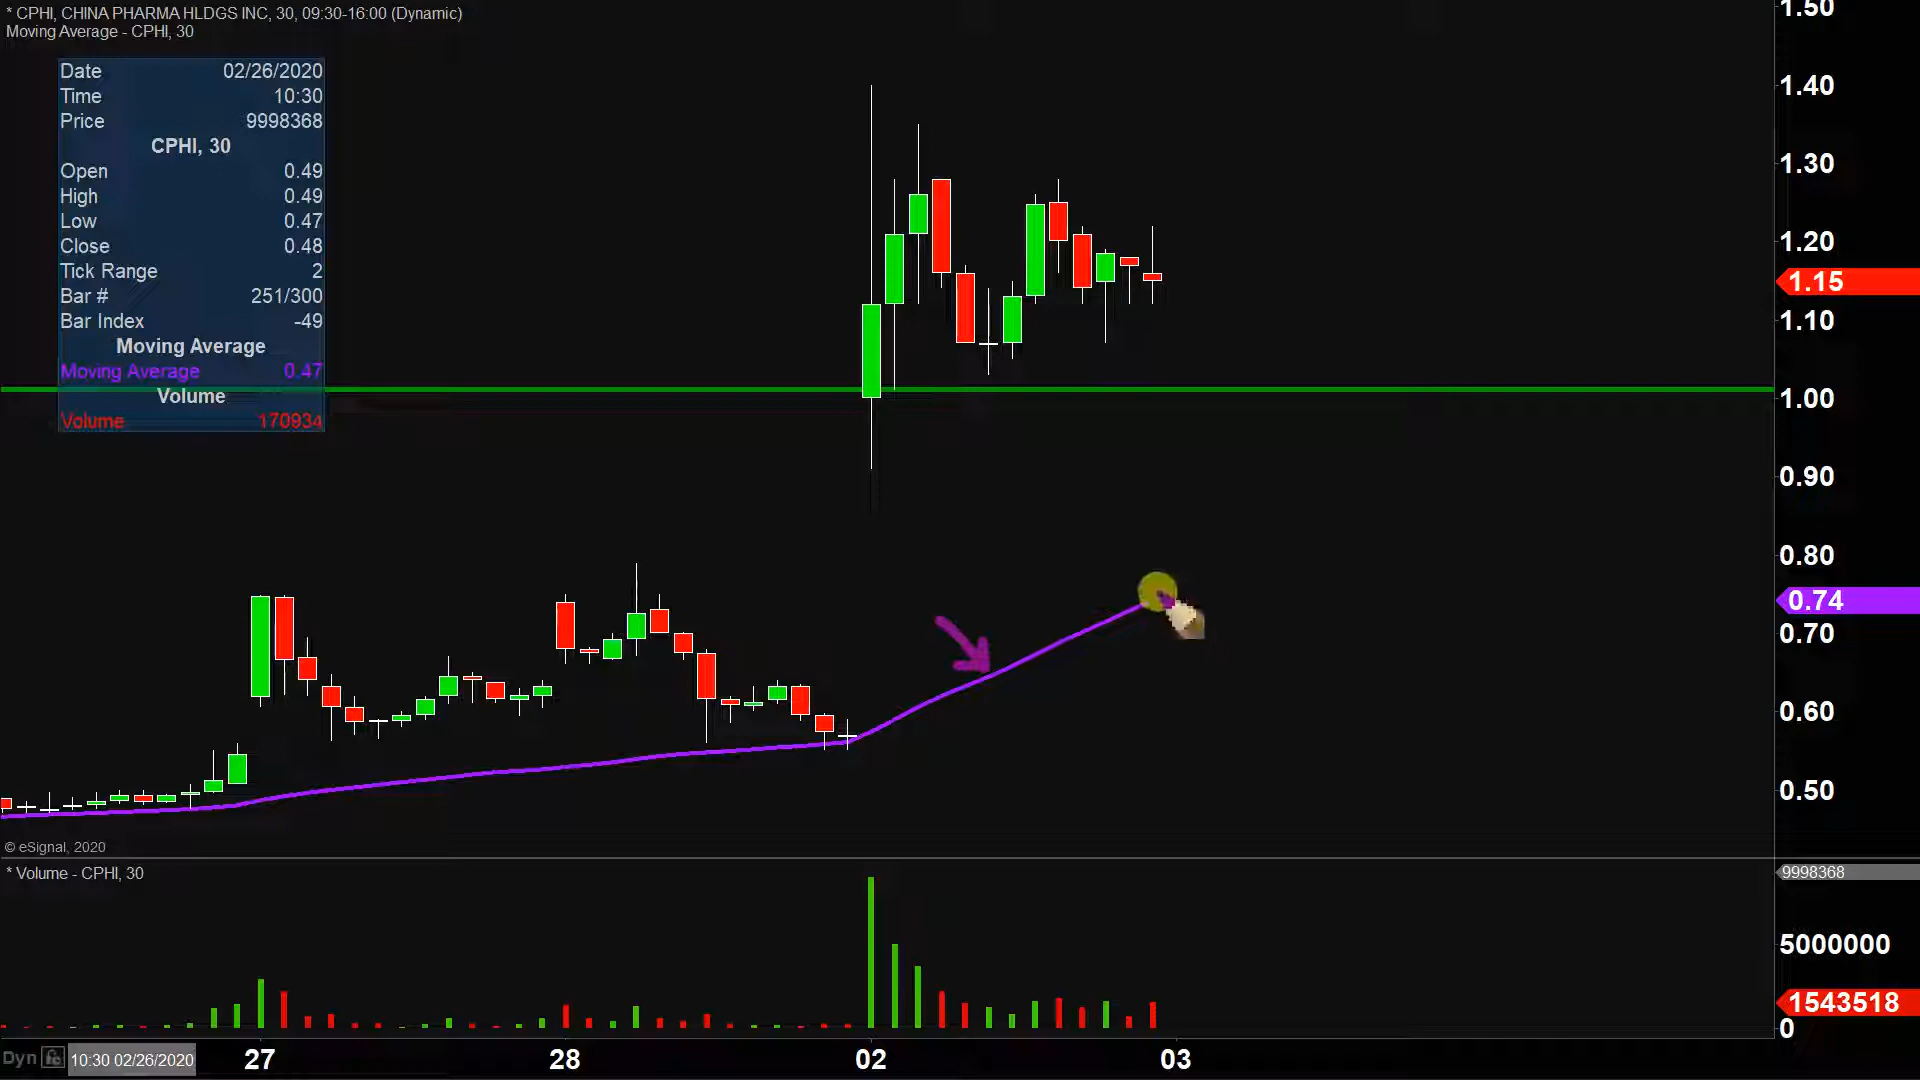 * CPHI, CHINA PHARMA HLDGS INC, 30, 09:30-16:00 (Dynamic)
Moving Average - CPHI, 30
Date 02/26/2020
Time 10:30
Price 9998368
CPHI, 30
Open 0.49
High 0.49
Low 0.47
Close 0.48
Tick Range 2
Bar # 251/300
Bar Index -49
Moving Average
Moving Average 0.47
Volume
Volume 170934
1.50
1.40
1.30
1.20
1.15
1.10
1.00
0.90
0.80
0.74
0.70
0.60
0.50
© eSignal, 2020
* Volume - CPHI, 30
9998368
5000000
1543518
0
Dyn 10:30 02/26/2020 27 28 02 03